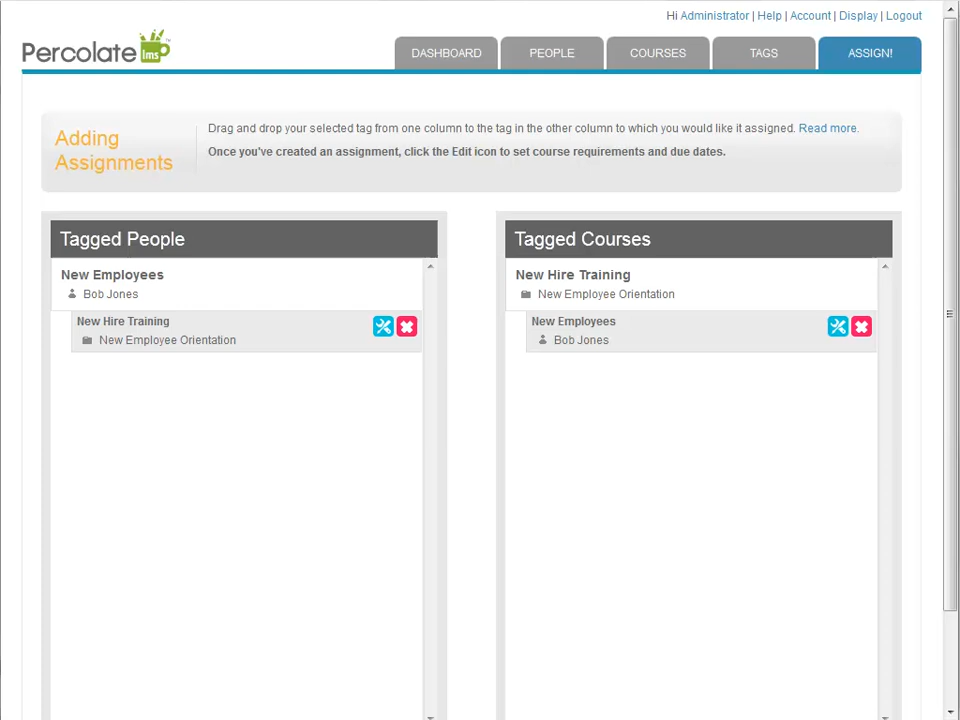 Hi Administrator | Help | Account | Display | Logout
Percolate lms ™
DASHBOARD PEOPLE COURSES TAGS ASSIGN!
Adding
Assignments
Drag and drop your selected tag from one column to the tag in the other column to which you would like it assigned. Read more.
Once you've created an assignment, click the Edit icon to set course requirements and due dates.
Tagged People
New Employees
Bob Jones
New Hire Training
New Employee Orientation
Tagged Courses
New Hire Training
New Employee Orientation
New Employees
Bob Jones